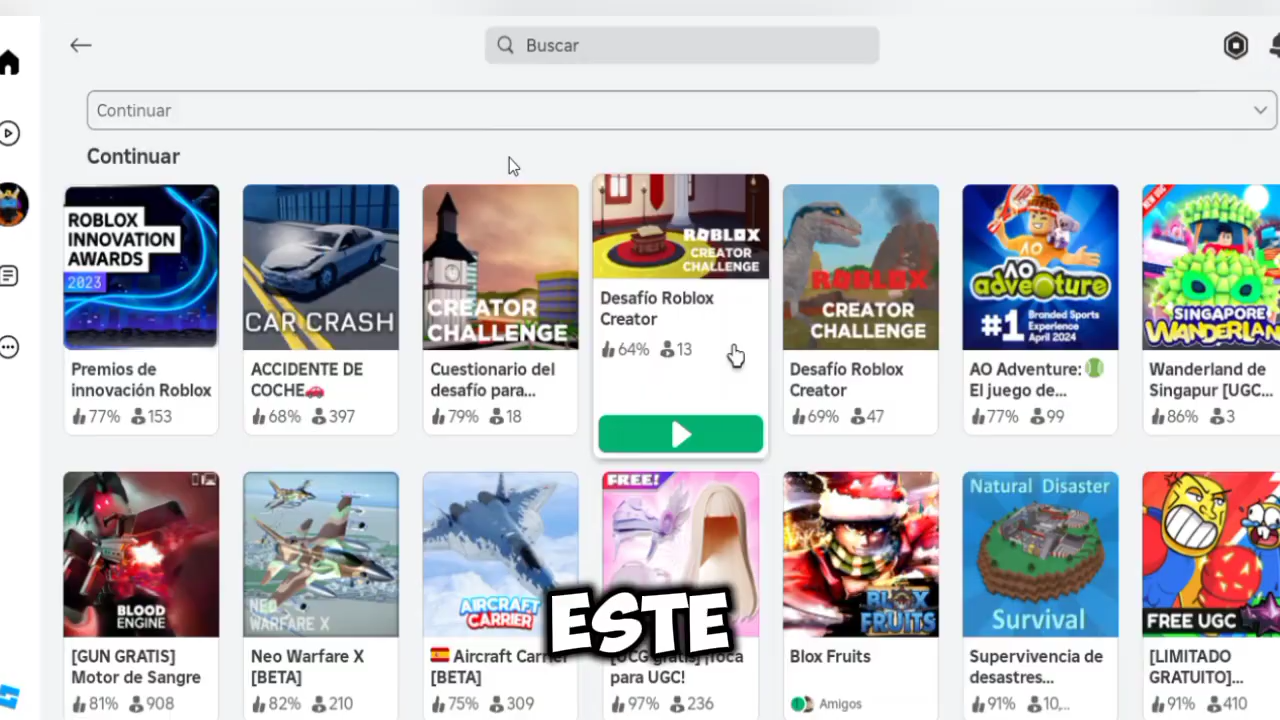 Buscar
Continuar
Continuar
ROBLOX
INNOVATION
AWARDS
2023
Premios de
innovación Roblox
77% 153
CAR CRASH
ACCIDENTE DE
COCHE🚗
68% 397
CREATOR
CHALLENGE
Cuestionario del
desafío para...
79% 18
ROBLOX
CREATOR
CHALLENGE
Desafío Roblox
Creator
64% 13
ROBLOX
CREATOR
CHALLENGE
Desafío Roblox
Creator
69% 47
AO
adventure
#1 Branded Sports
Experience
April 2024
AO Adventure: 🎾
El juego de...
77% 99
NEW UGC
SINGAPORE
WANDERLAN
Wanderland de
Singapur [UGC...
86% 3
BLOOD
ENGINE
[GUN GRATIS]
Motor de Sangre
81% 908
NEO
WARFARE X
Neo Warfare X
[BETA]
82% 210
AIRCRAFT
CARRIER
🇪🇸 Aircraft Carrier
[BETA]
75% 309
FREE!
para UGC!
97% 236
BLOX
FRUITS
Blox Fruits
Amigos
Natural Disaster
Survival
Supervivencia de
desastres...
91% 10,...
FREE UGC
[LIMITADO
GRATUITO]...
91% 410
ESTE